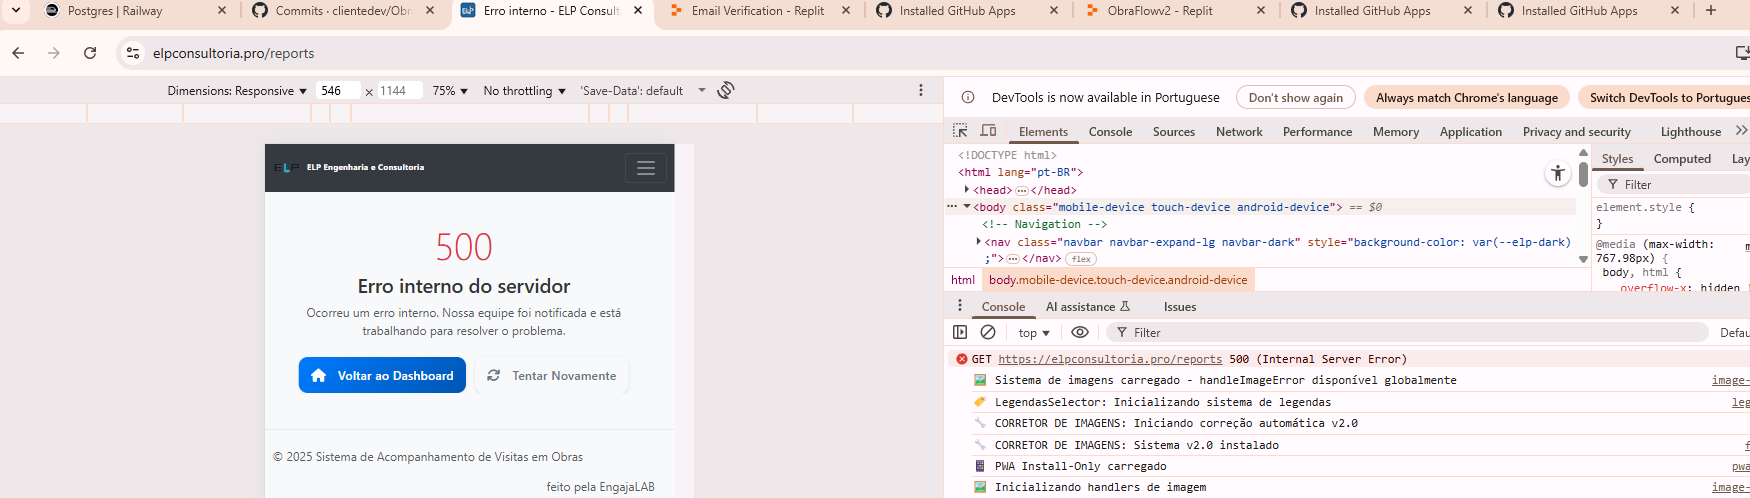 Postgres | Railway
Commits · clientedev/Obra
Erro interno - ELP Consult
Email Verification - Replit
Installed GitHub Apps
ObraFlowv2 - Replit
Installed GitHub Apps
Installed GitHub Apps
elpconsultoria.pro/reports
Dimensions: Responsive 546 × 1144 75% No throttling 'Save-Data': default
DevTools is now available in Portuguese Don't show again Always match Chrome's language Switch DevTools to Portugues
Elements Console Sources Network Performance Memory Application Privacy and security Lighthouse
<!DOCTYPE html>
<html lang="pt-BR">
<head> </head>
<body class="mobile-device touch-device android-device"> == $0
<!-- Navigation -->
<nav class="navbar navbar-expand-lg navbar-dark" style="background-color: var(--elp-dark)
;"> </nav> flex
html body.mobile-device.touch-device.android-device
Styles Computed Lay
Filter
element.style {
}
@media (max-width: m
767.98px) {
body, html {
overflow-x: hidden
Console AI assistance Issues
top Filter Defau
GET https://elpconsultoria.pro/reports 500 (Internal Server Error)
Sistema de imagens carregado - handleImageError disponível globalmente image-
LegendasSelector: Inicializando sistema de legendas leg
CORRETOR DE IMAGENS: Iniciando correção automática v2.0
CORRETOR DE IMAGENS: Sistema v2.0 instalado f
PWA Install-Only carregado pwa
Inicializando handlers de imagem image-
ELP ELP Engenharia e Consultoria
500
Erro interno do servidor
Ocorreu um erro interno. Nossa equipe foi notificada e está
trabalhando para resolver o problema.
Voltar ao Dashboard Tentar Novamente
© 2025 Sistema de Acompanhamento de Visitas em Obras
feito pela EngajaLAB